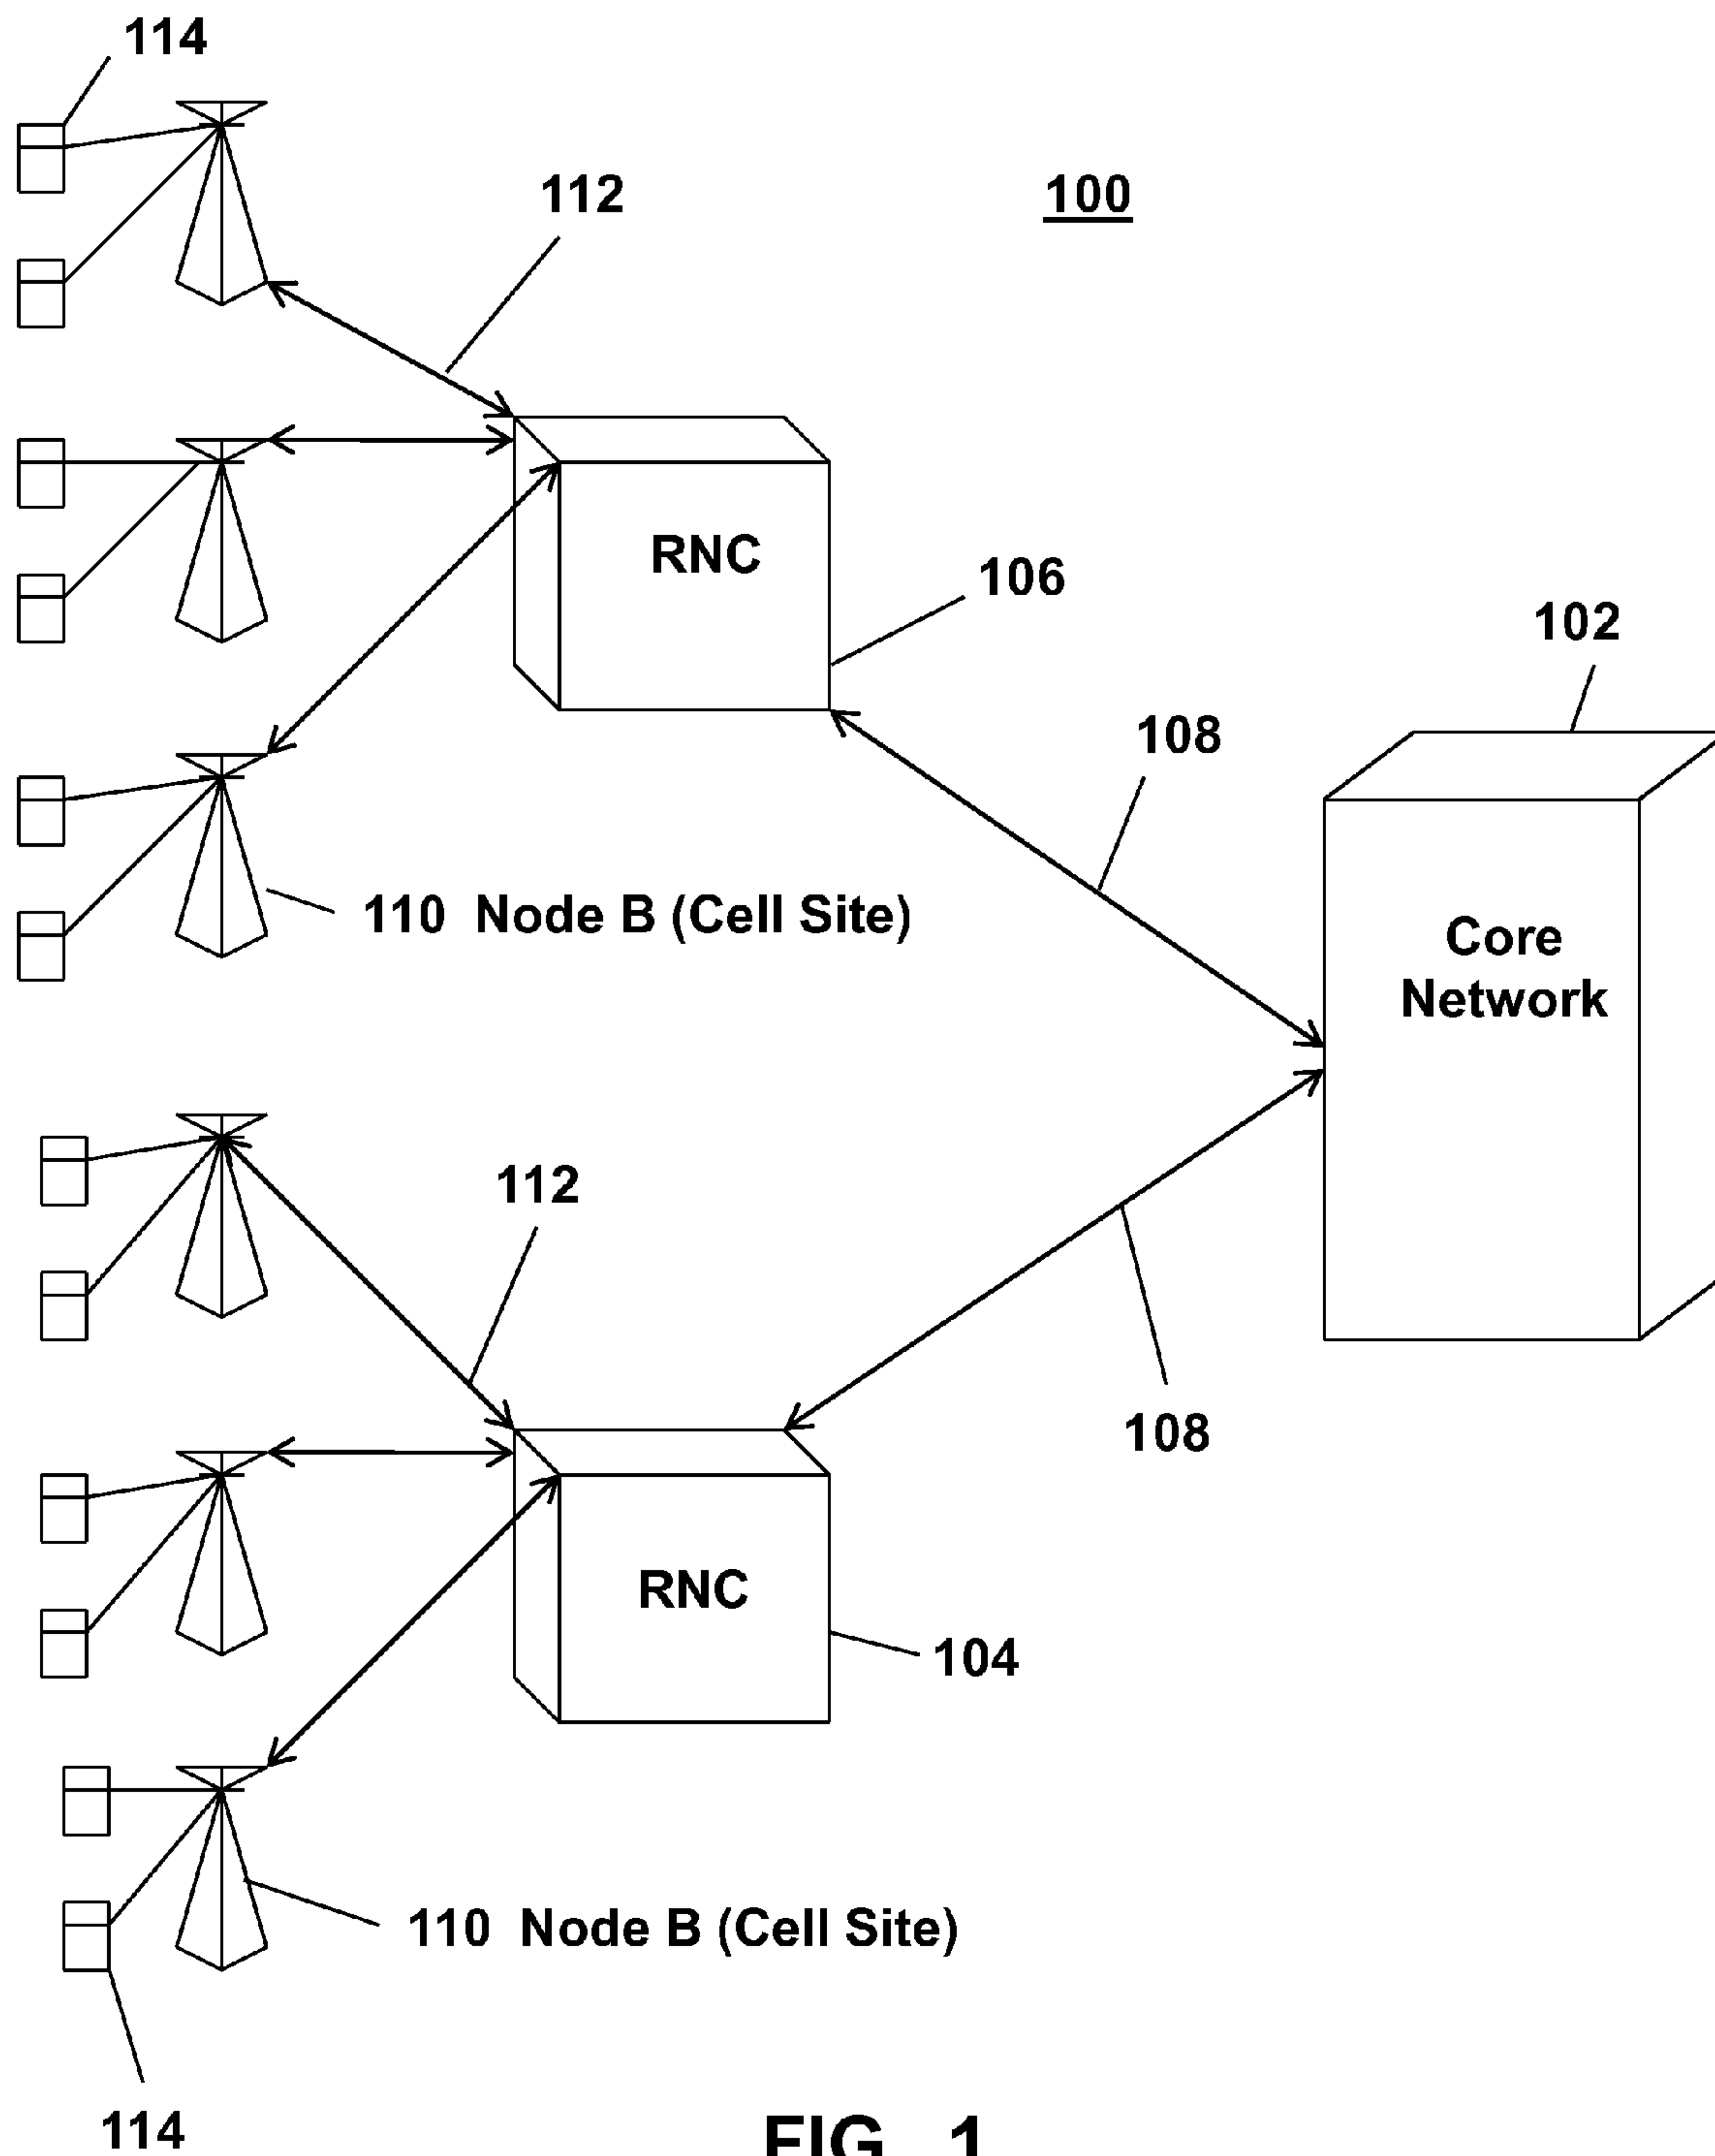 114
112
100
RNC
106
102
108
110 Node B (Cell Site)
Core
Network
112
108
RNC
104
110 Node B (Cell Site)
114
FIG. 1